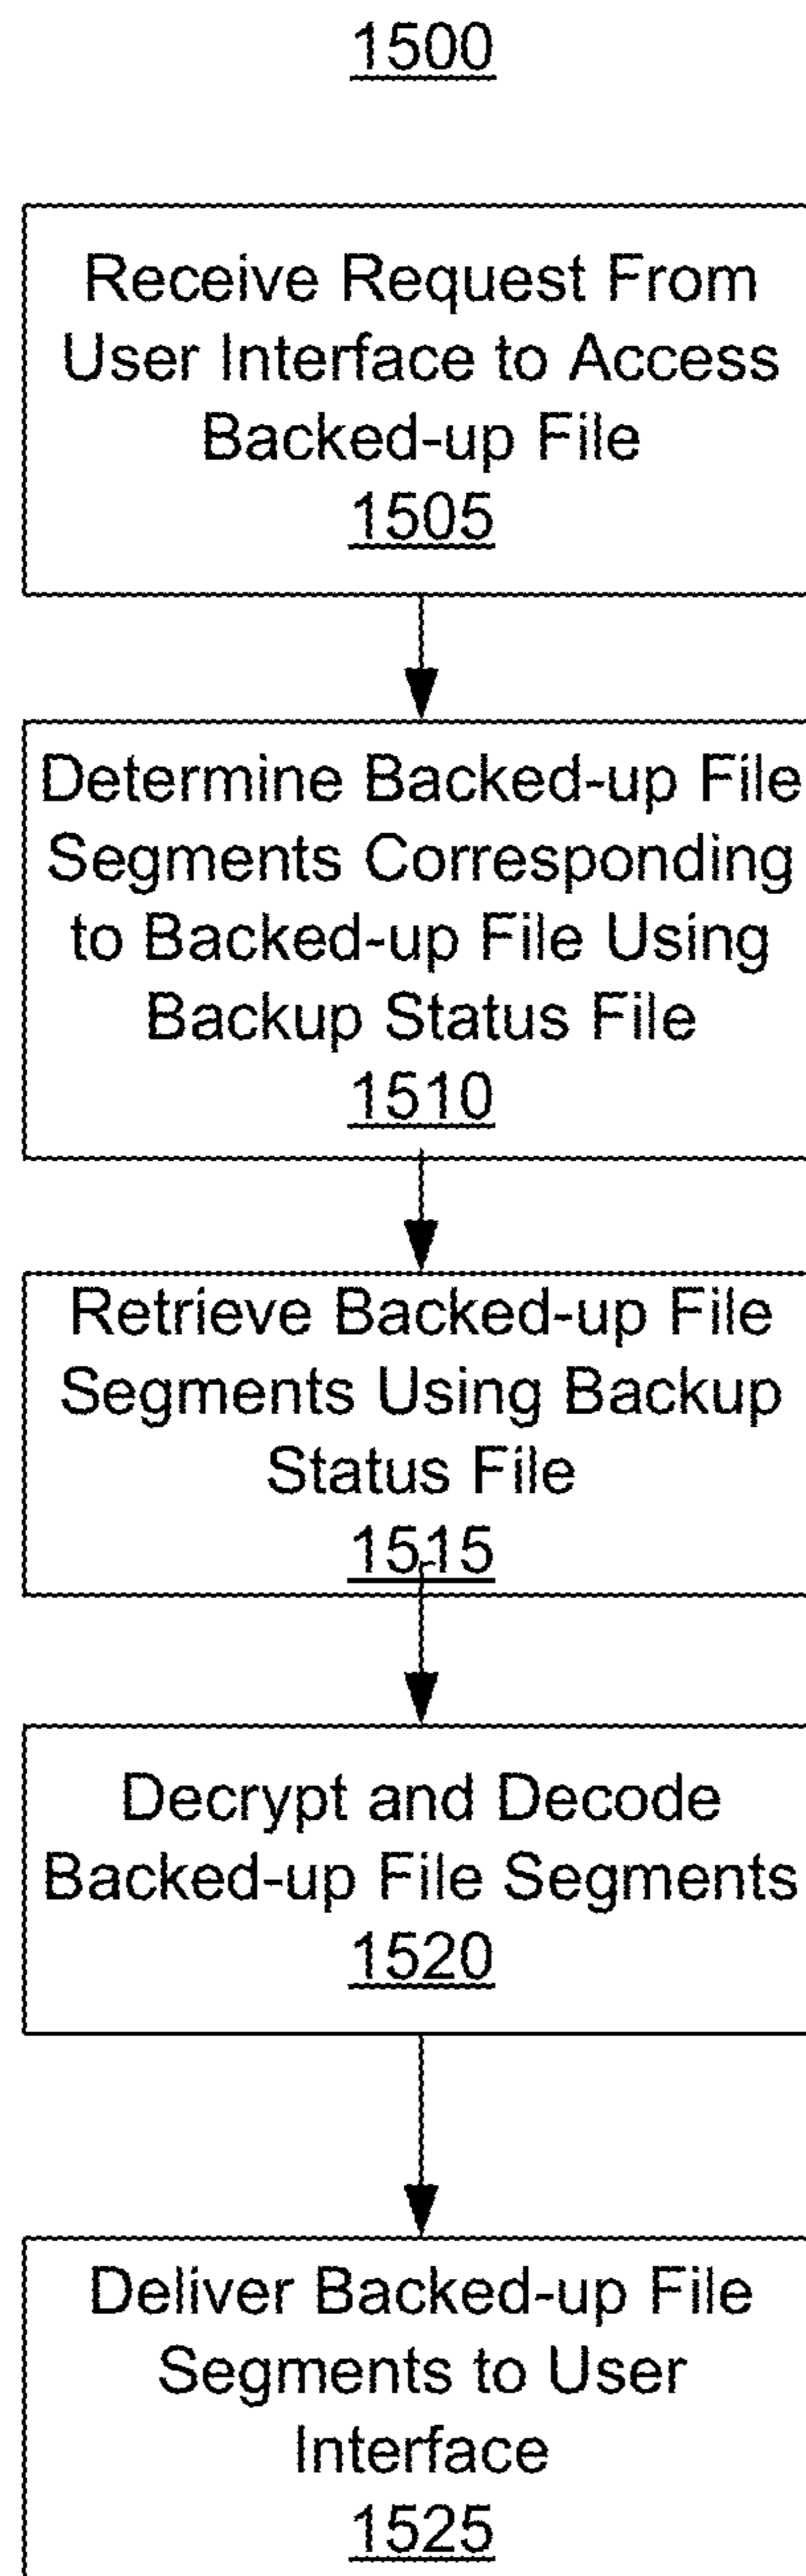 1500
Receive Request From
User Interface to Access
Backed-up File
1505
Determine Backed-up File
Segments Corresponding
to Backed-up File Using
Backup Status File
1510
Retrieve Backed-up File
Segments Using Backup
Status File
1515
Decrypt and Decode
Backed-up File Segments
1520
Deliver Backed-up File
Segments to User
Interface
1525